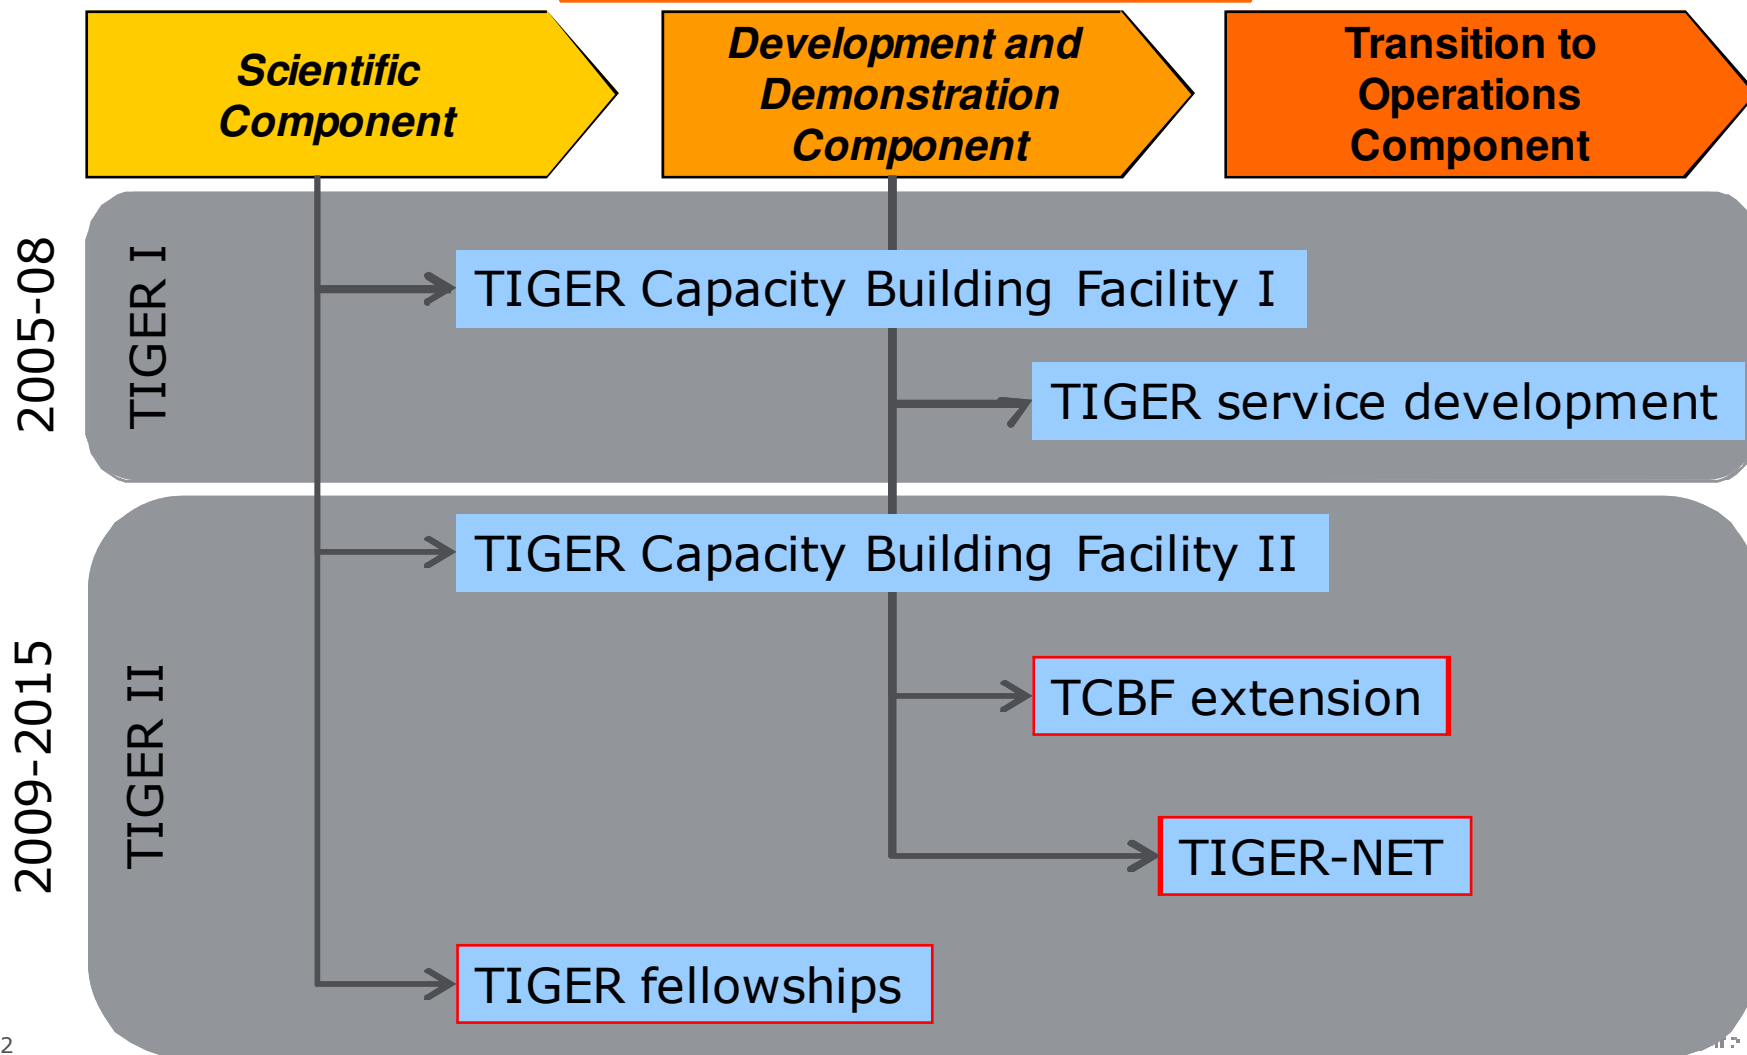 Scientific
Component
Development and
Demonstration
Component
Transition to
Operations
Component
2005-08
TIGER I
TIGER Capacity Building Facility I
TIGER service development
2009-2015
TIGER II
TIGER Capacity Building Facility II
TCBF extension
TIGER-NET
TIGER fellowships
2